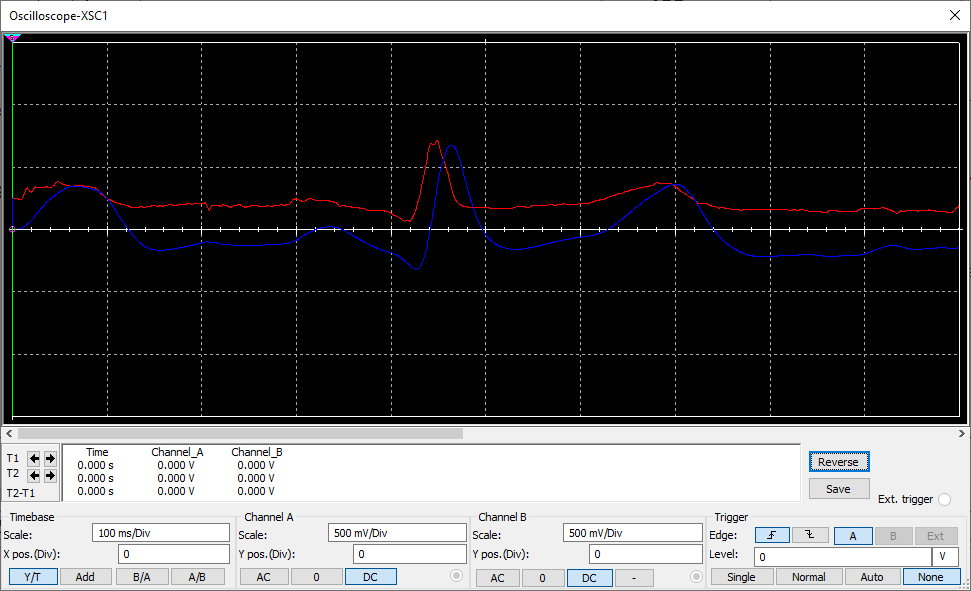 Oscilloscope-XSC1
Time Channel_A Channel_B
T1 0.000 s 0.000 V 0.000 V
T2 0.000 s 0.000 V 0.000 V
T2-T1 0.000 s 0.000 V 0.000 V
Reverse
Save
Ext. trigger
Timebase
Scale: 100 ms/Div
X pos.(Div): 0
Y/T Add B/A A/B
Channel A
Scale: 500 mV/Div
Y pos.(Div): 0
AC 0 DC
Channel B
Scale: 500 mV/Div
Y pos.(Div): 0
AC 0 DC -
Trigger
Edge: A B Ext
Level: 0 V
Single Normal Auto None